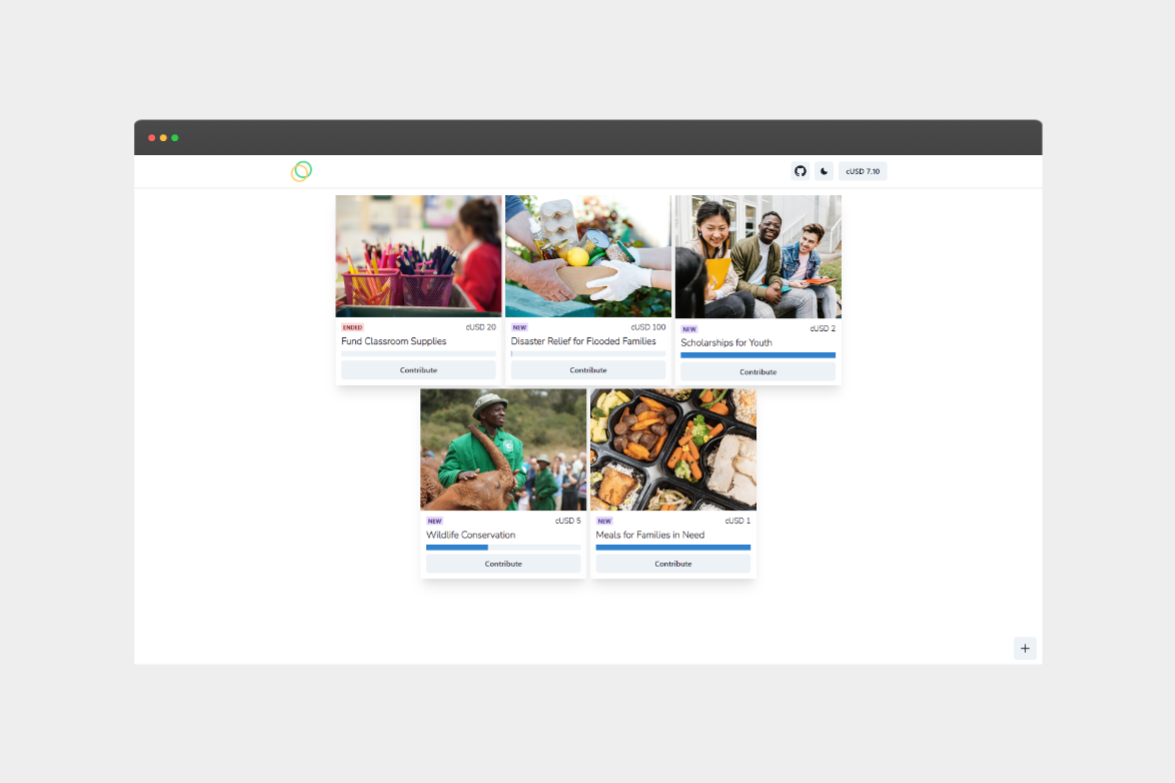 cUSD 7.10
ENDED cUSD 20
Fund Classroom Supplies
Contribute
NEW cUSD 100
Disaster Relief for Flooded Families
Contribute
NEW cUSD 2
Scholarships for Youth
Contribute
NEW cUSD 5
Wildlife Conservation
Contribute
NEW cUSD 1
Meals for Families in Need
Contribute
+